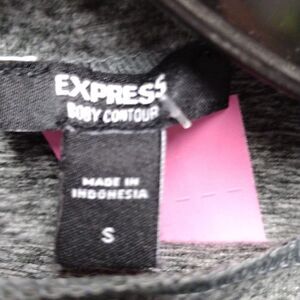 EXPRESS
BODY CONTOUR
MADE IN
INDONESIA
S